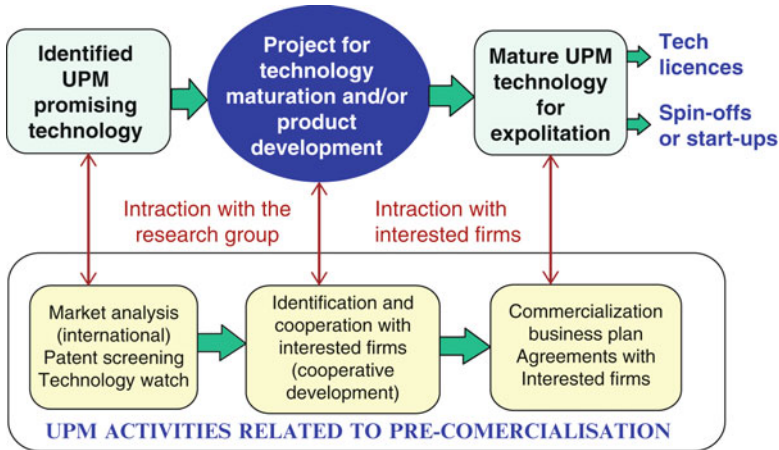 Identified
UPM
promising
technology
Project for
technology
maturation and/or
product
development
Mature UPM
technology
for
expolitation
Tech
licences
Spin-offs
or start-ups
Intraction with the
research group
Intraction with
interested firms
Market analysis
(international)
Patent screening
Technology watch
Identification and
cooperation with
interested firms
(cooperative
development)
Commercialization
business plan
Agreements with
Interested firms
UPM ACTIVITIES RELATED TO PRE-COMERCIALISATION